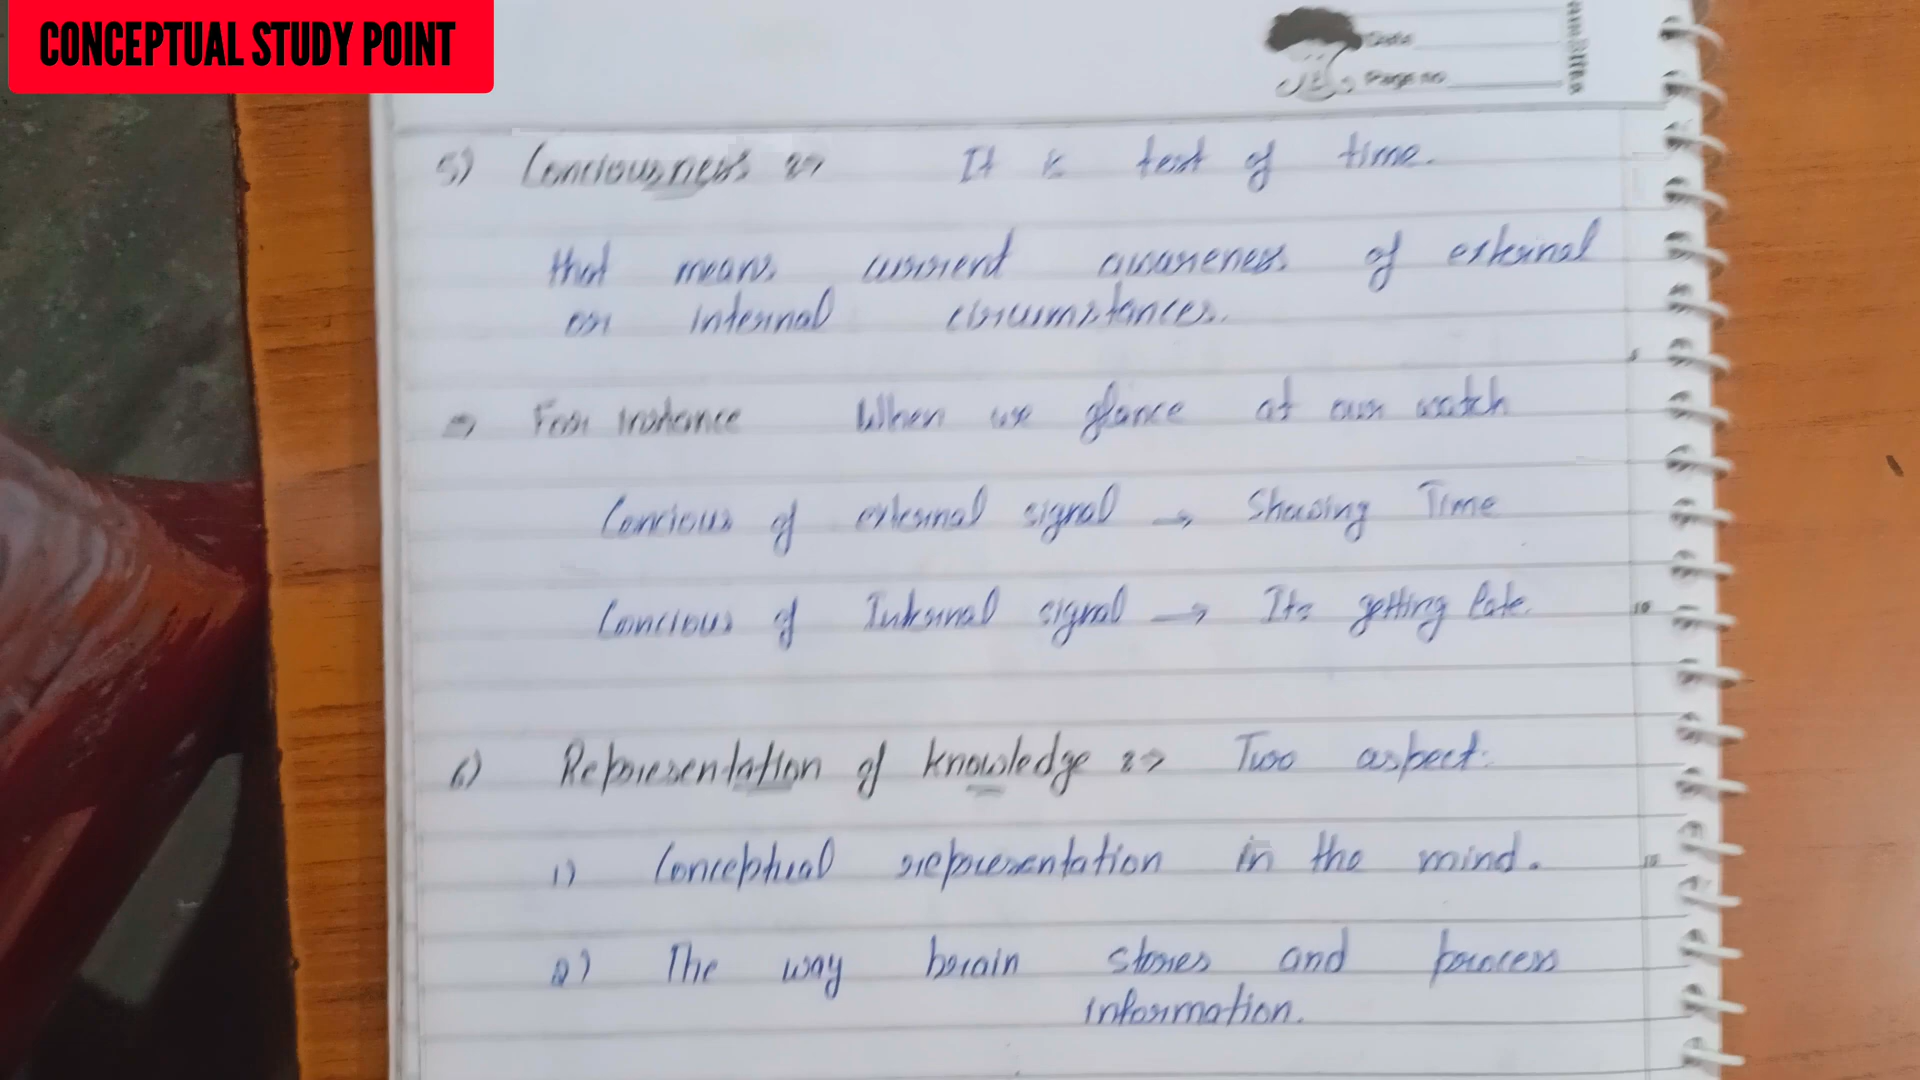 CONCEPTUAL STUDY POINT
Date
Page no
5) Conciousness :→ It is test of time.
that means current awareness of external
or internal circumstances.
⇒ For instance When we glance at our watch
Concious of external signal → Showing Time
Concious of Internal signal → Its getting late.
10
6) Representation of knowledge :→ Two aspect:
1) Conceptual representation in the mind.
15
2) The way brain stores and process
information.